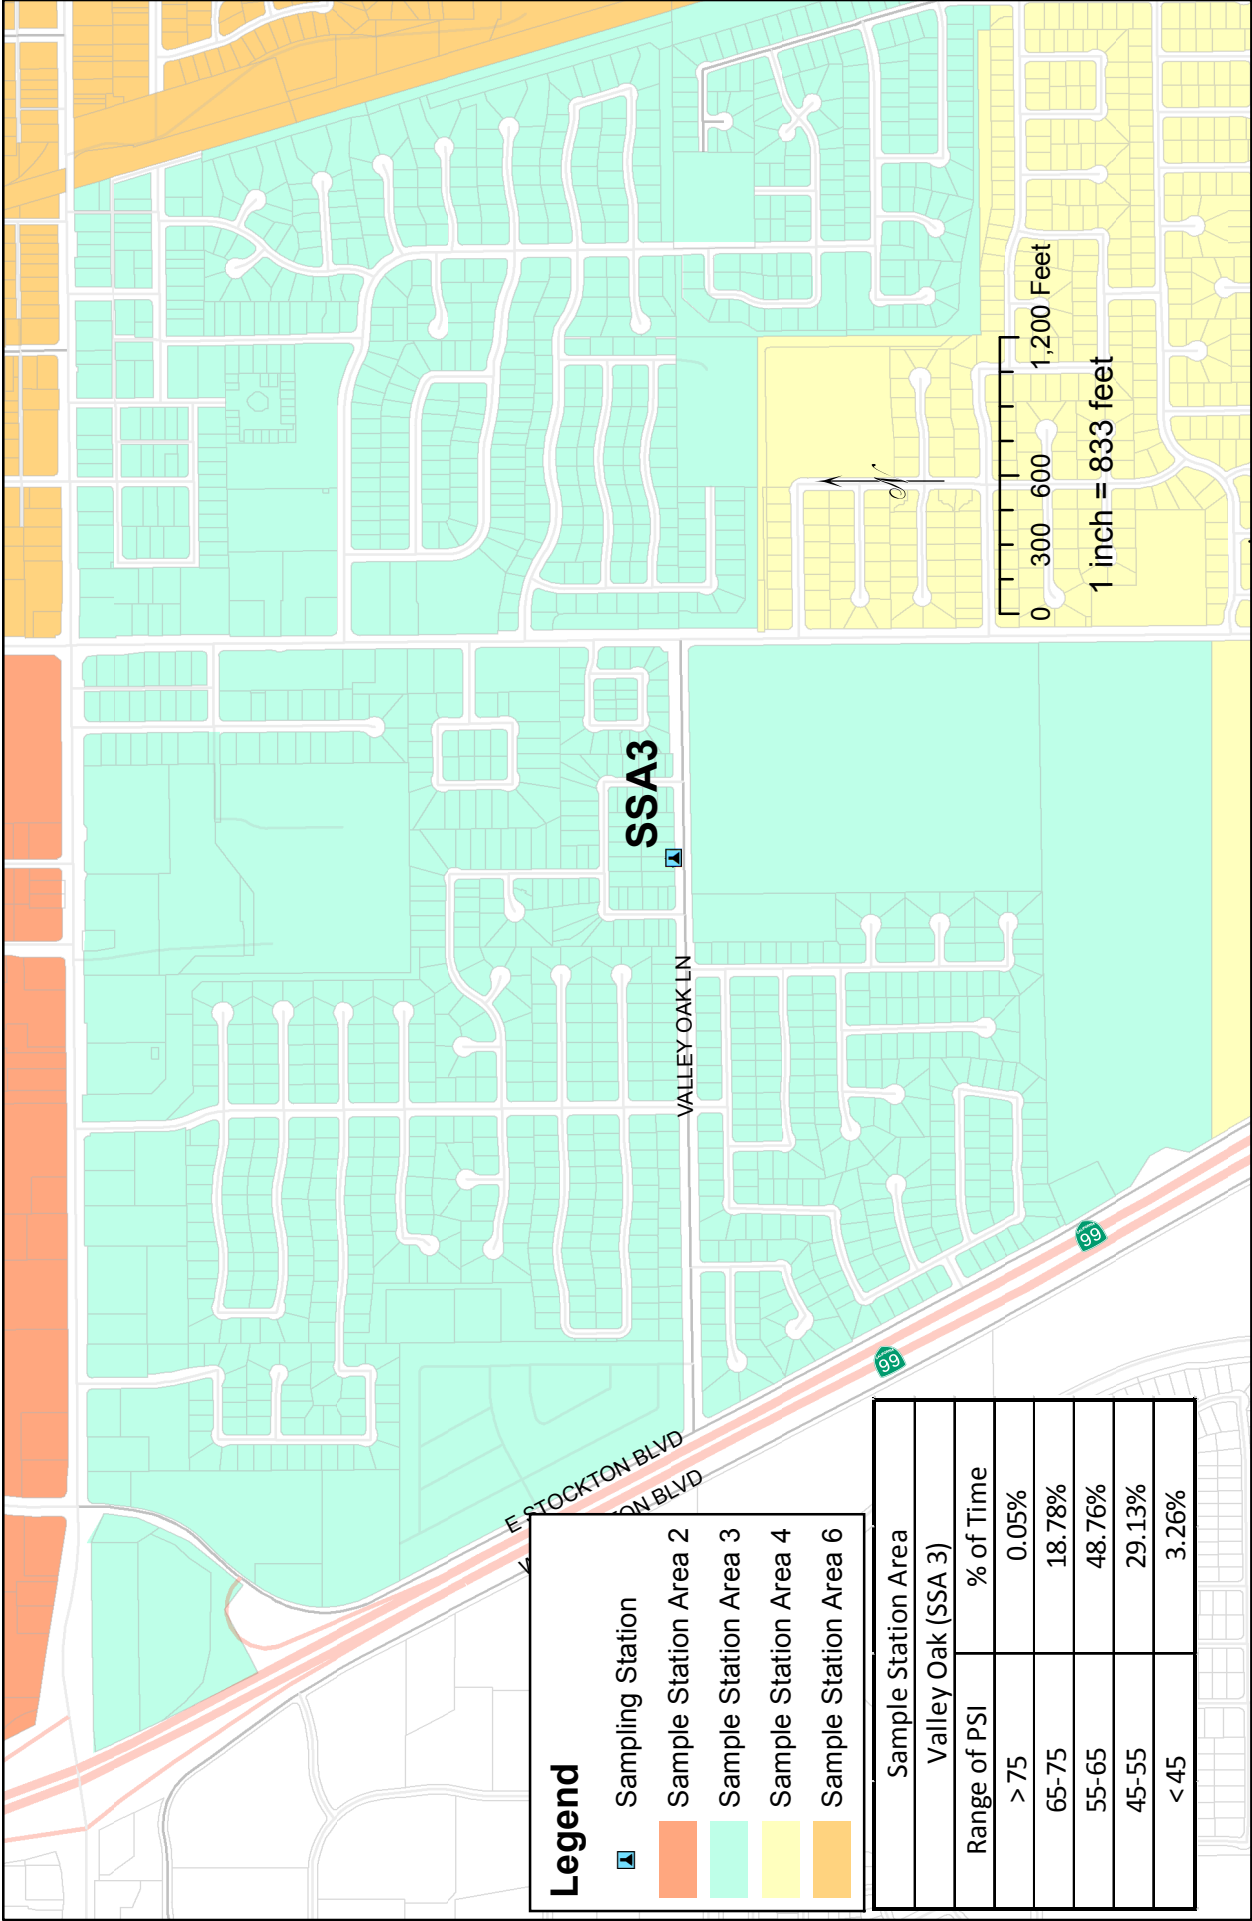 SSA3
VALLEY OAK LN
E STOCKTON BLVD
TON BLVD
99
99
N
0 300 600 1,200 Feet
1 inch = 833 feet
Legend
Sampling Station
Sample Station Area 2
Sample Station Area 3
Sample Station Area 4
Sample Station Area 6
Sample Station Area
Valley Oak (SSA 3)
Range of PSI % of Time
> 75 0.05%
65-75 18.78%
55-65 48.76%
45-55 29.13%
< 45 3.26%